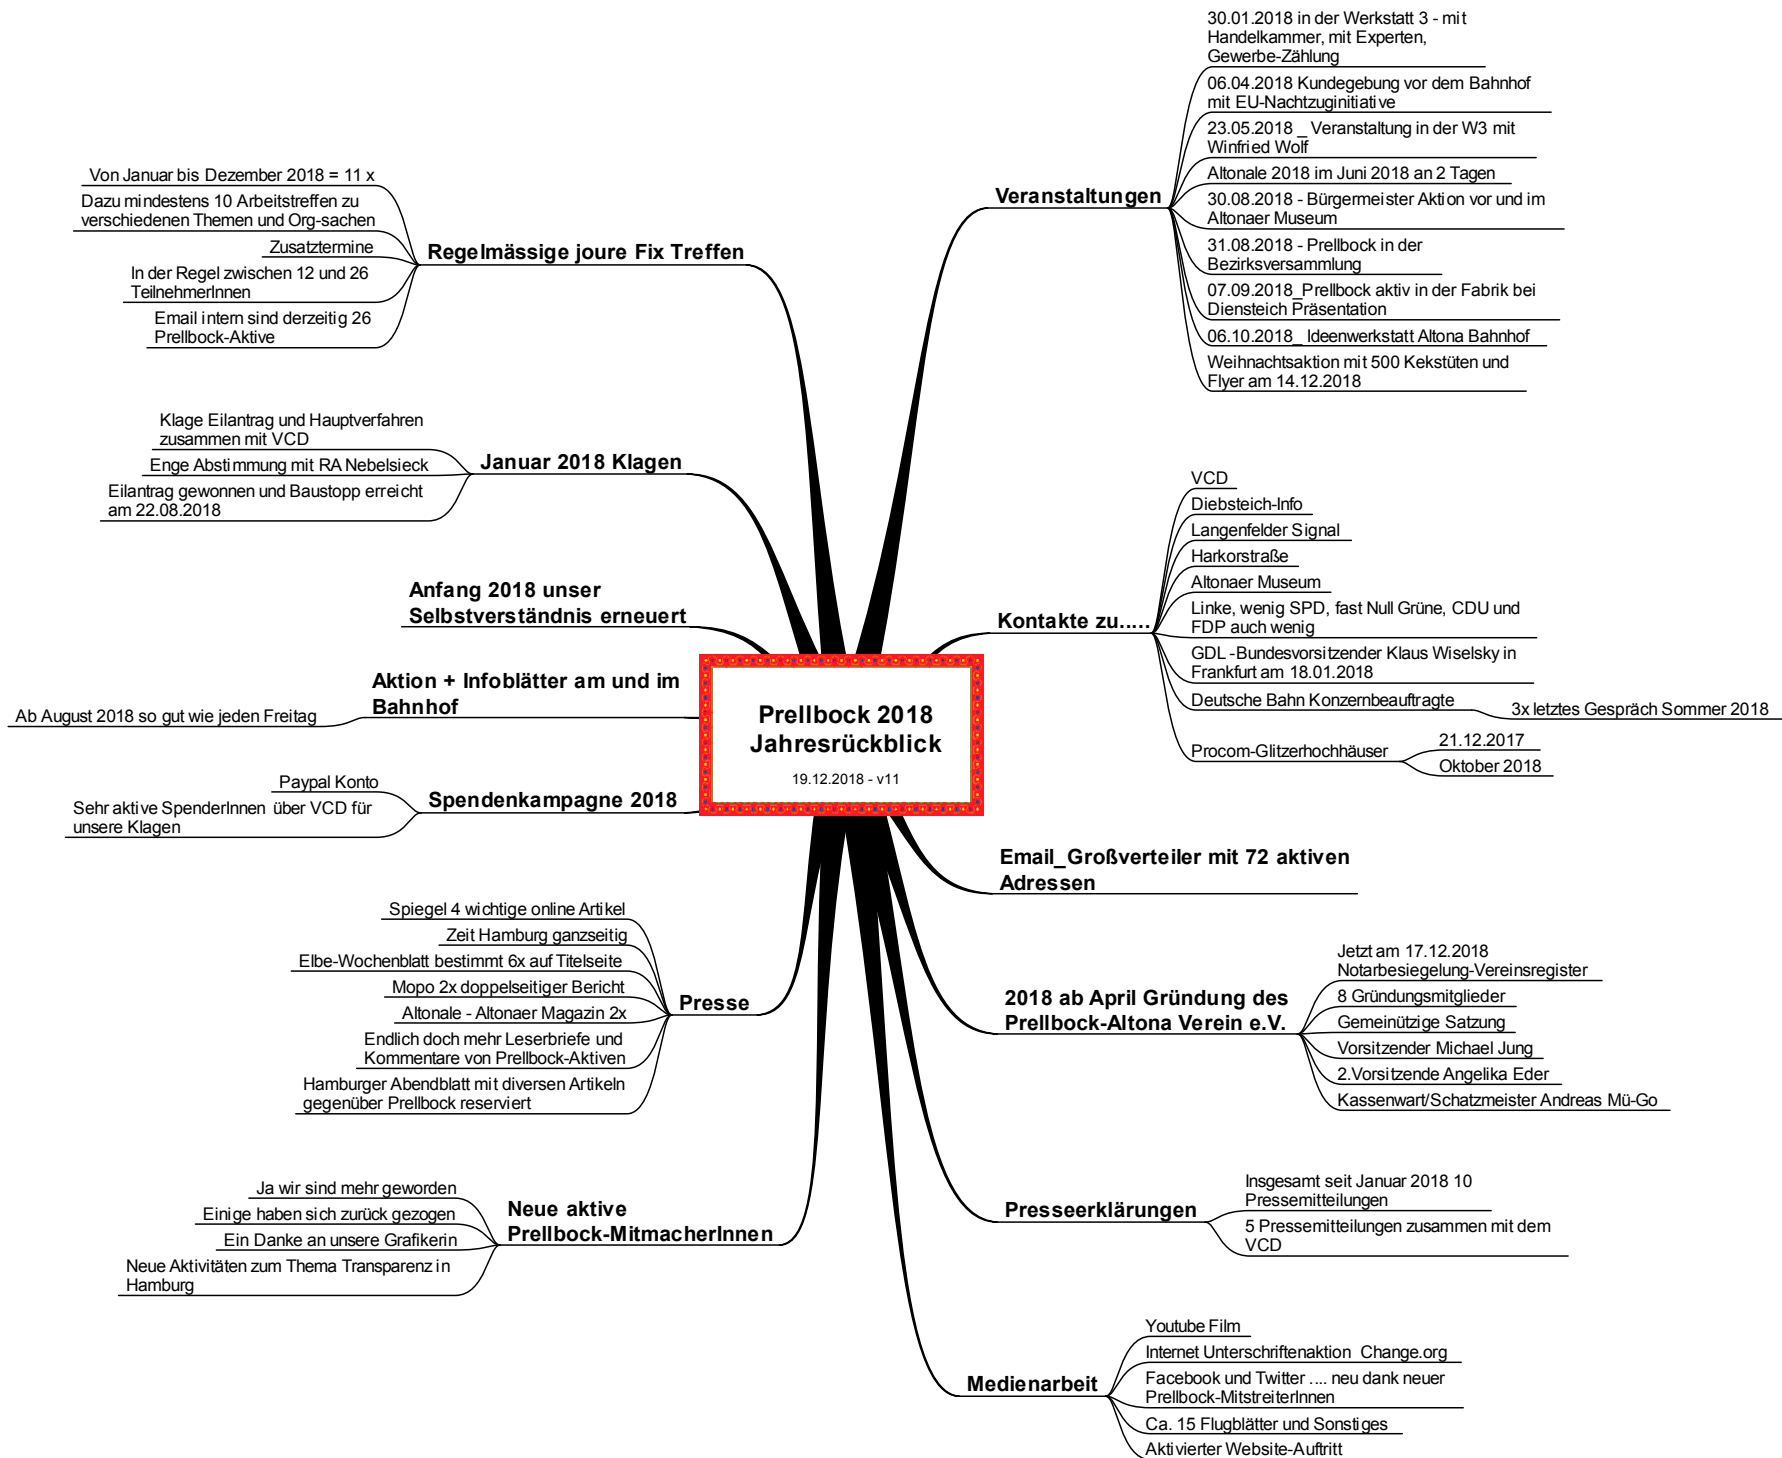 Prellbock 2018
Jahresrückblick
19.12.2018 - v11
Veranstaltungen
30.01.2018 in der Werkstatt 3 - mit
Handelkammer, mit Experten,
Gewerbe-Zählung
06.04.2018 Kundegebung vor dem Bahnhof
mit EU-Nachtzuginitiative
23.05.2018 _ Veranstaltung in der W3 mit
Winfried Wolf
Altonale 2018 im Juni 2018 an 2 Tagen
30.08.2018 - Bürgermeister Aktion vor und im
Altonaer Museum
31.08.2018 - Prellbock in der
Bezirksversammlung
07.09.2018_Prellbock aktiv in der Fabrik bei
Diensteich Präsentation
06.10.2018_ Ideenwerkstatt Altona Bahnhof
Weihnachtsaktion mit 500 Kekstüten und
Flyer am 14.12.2018
Kontakte zu.....
VCD
Diebsteich-Info
Langenfelder Signal
Harkorstraße
Altonaer Museum
Linke, wenig SPD, fast Null Grüne, CDU und
FDP auch wenig
GDL -Bundesvorsitzender Klaus Wiselsky in
Frankfurt am 18.01.2018
Deutsche Bahn Konzernbeauftragte
3x letztes Gespräch Sommer 2018
Procom-Glitzerhochhäuser
21.12.2017
Oktober 2018
Email_Großverteiler mit 72 aktiven
Adressen
2018 ab April Gründung des
Prellbock-Altona Verein e.V.
Jetzt am 17.12.2018
Notarbesiegelung-Vereinsregister
8 Gründungsmitglieder
Gemeinützige Satzung
Vorsitzender Michael Jung
2.Vorsitzende Angelika Eder
Kassenwart/Schatzmeister Andreas Mü-Go
Presseerklärungen
Insgesamt seit Januar 2018 10
Pressemitteilungen
5 Pressemitteilungen zusammen mit dem
VCD
Medienarbeit
Youtube Film
Internet Unterschriftenaktion Change.org
Facebook und Twitter .... neu dank neuer
Prellbock-MitstreiterInnen
Ca. 15 Flugblätter und Sonstiges
Aktivierter Website-Auftritt
Regelmässige joure Fix Treffen
Von Januar bis Dezember 2018 = 11 x
Dazu mindestens 10 Arbeitstreffen zu
verschiedenen Themen und Org-sachen
Zusatztermine
In der Regel zwischen 12 und 26
TeilnehmerInnen
Email intern sind derzeitig 26
Prellbock-Aktive
Januar 2018 Klagen
Klage Eilantrag und Hauptverfahren
zusammen mit VCD
Enge Abstimmung mit RA Nebelsieck
Eilantrag gewonnen und Baustopp erreicht
am 22.08.2018
Anfang 2018 unser
Selbstverständnis erneuert
Aktion + Infoblätter am und im
Bahnhof
Ab August 2018 so gut wie jeden Freitag
Spendenkampagne 2018
Paypal Konto
Sehr aktive SpenderInnen über VCD für
unsere Klagen
Presse
Spiegel 4 wichtige online Artikel
Zeit Hamburg ganzseitig
Elbe-Wochenblatt bestimmt 6x auf Titelseite
Mopo 2x doppelseitiger Bericht
Altonale - Altonaer Magazin 2x
Endlich doch mehr Leserbriefe und
Kommentare von Prellbock-Aktiven
Hamburger Abendblatt mit diversen Artikeln
gegenüber Prellbock reserviert
Neue aktive
Prellbock-MitmacherInnen
Ja wir sind mehr geworden
Einige haben sich zurück gezogen
Ein Danke an unsere Grafikerin
Neue Aktivitäten zum Thema Transparenz in
Hamburg